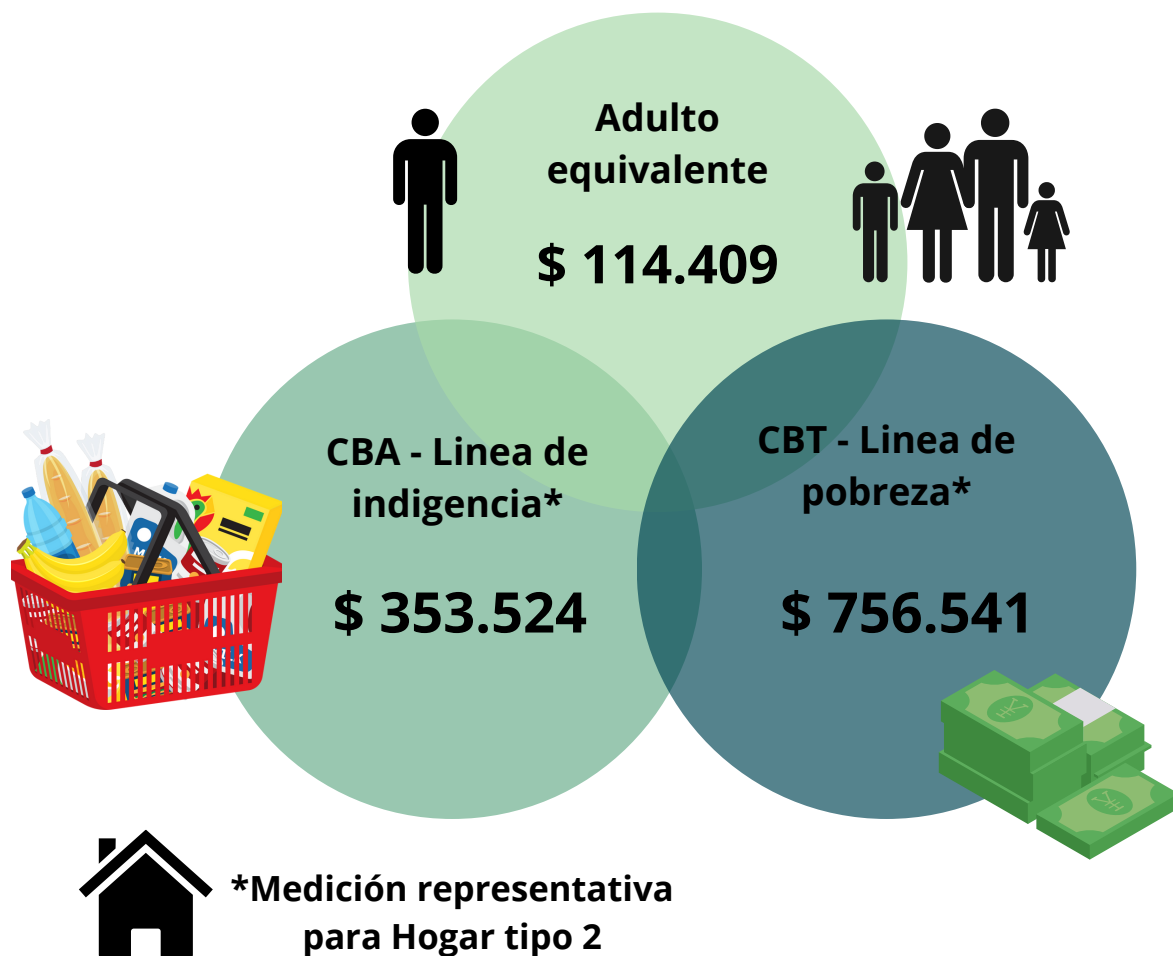 Adulto
equivalente
$ 114.409
CBA - Linea de
indigencia*
$ 353.524
CBT - Linea de
pobreza*
$ 756.541
*Medición representativa
para Hogar tipo 2